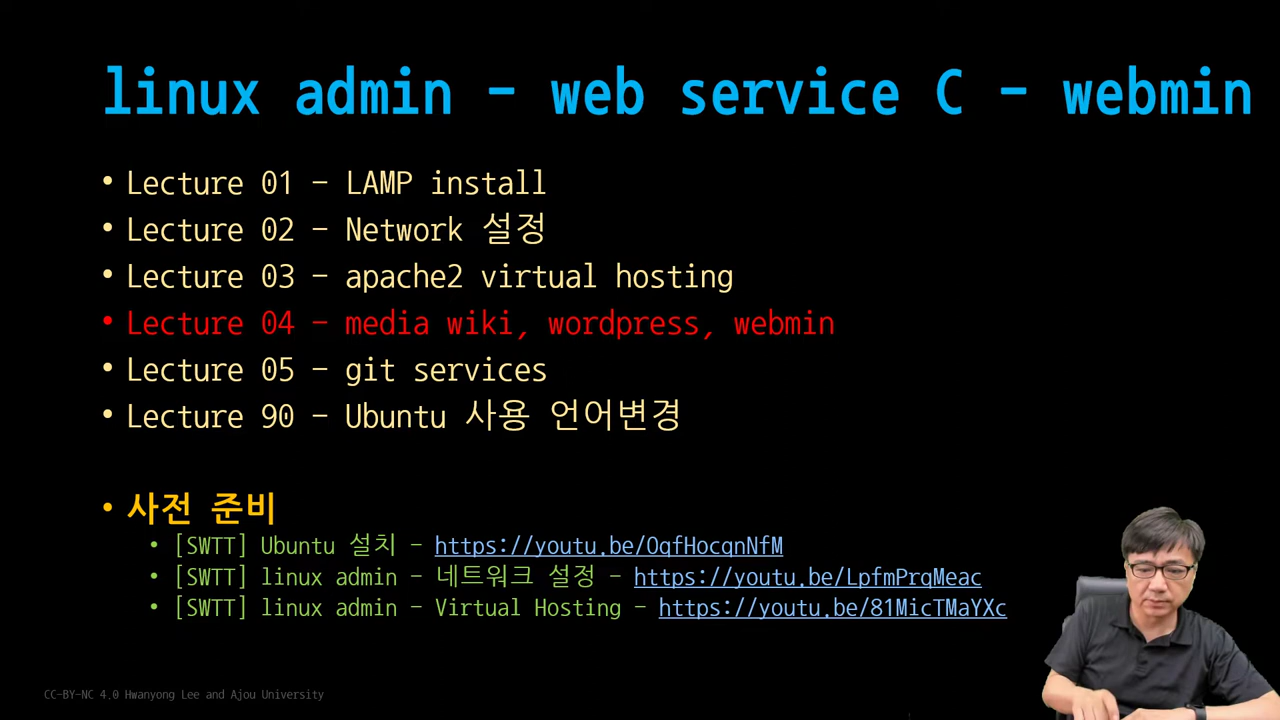 linux admin - web service C - webmin
• Lecture 01 - LAMP install
• Lecture 02 - Network 설정
• Lecture 03 - apache2 virtual hosting
• Lecture 04 - media wiki, wordpress, webmin
• Lecture 05 - git services
• Lecture 90 - Ubuntu 사용 언어변경
• 사전 준비
• [SWTT] Ubuntu 설치 - https://youtu.be/OqfHocqnNfM
• [SWTT] linux admin - 네트워크 설정 - https://youtu.be/LpfmPrqMeac
• [SWTT] linux admin - Virtual Hosting - https://youtu.be/81MicTMaYXc
CC-BY-NC 4.0 Hwanyong Lee and Ajou University